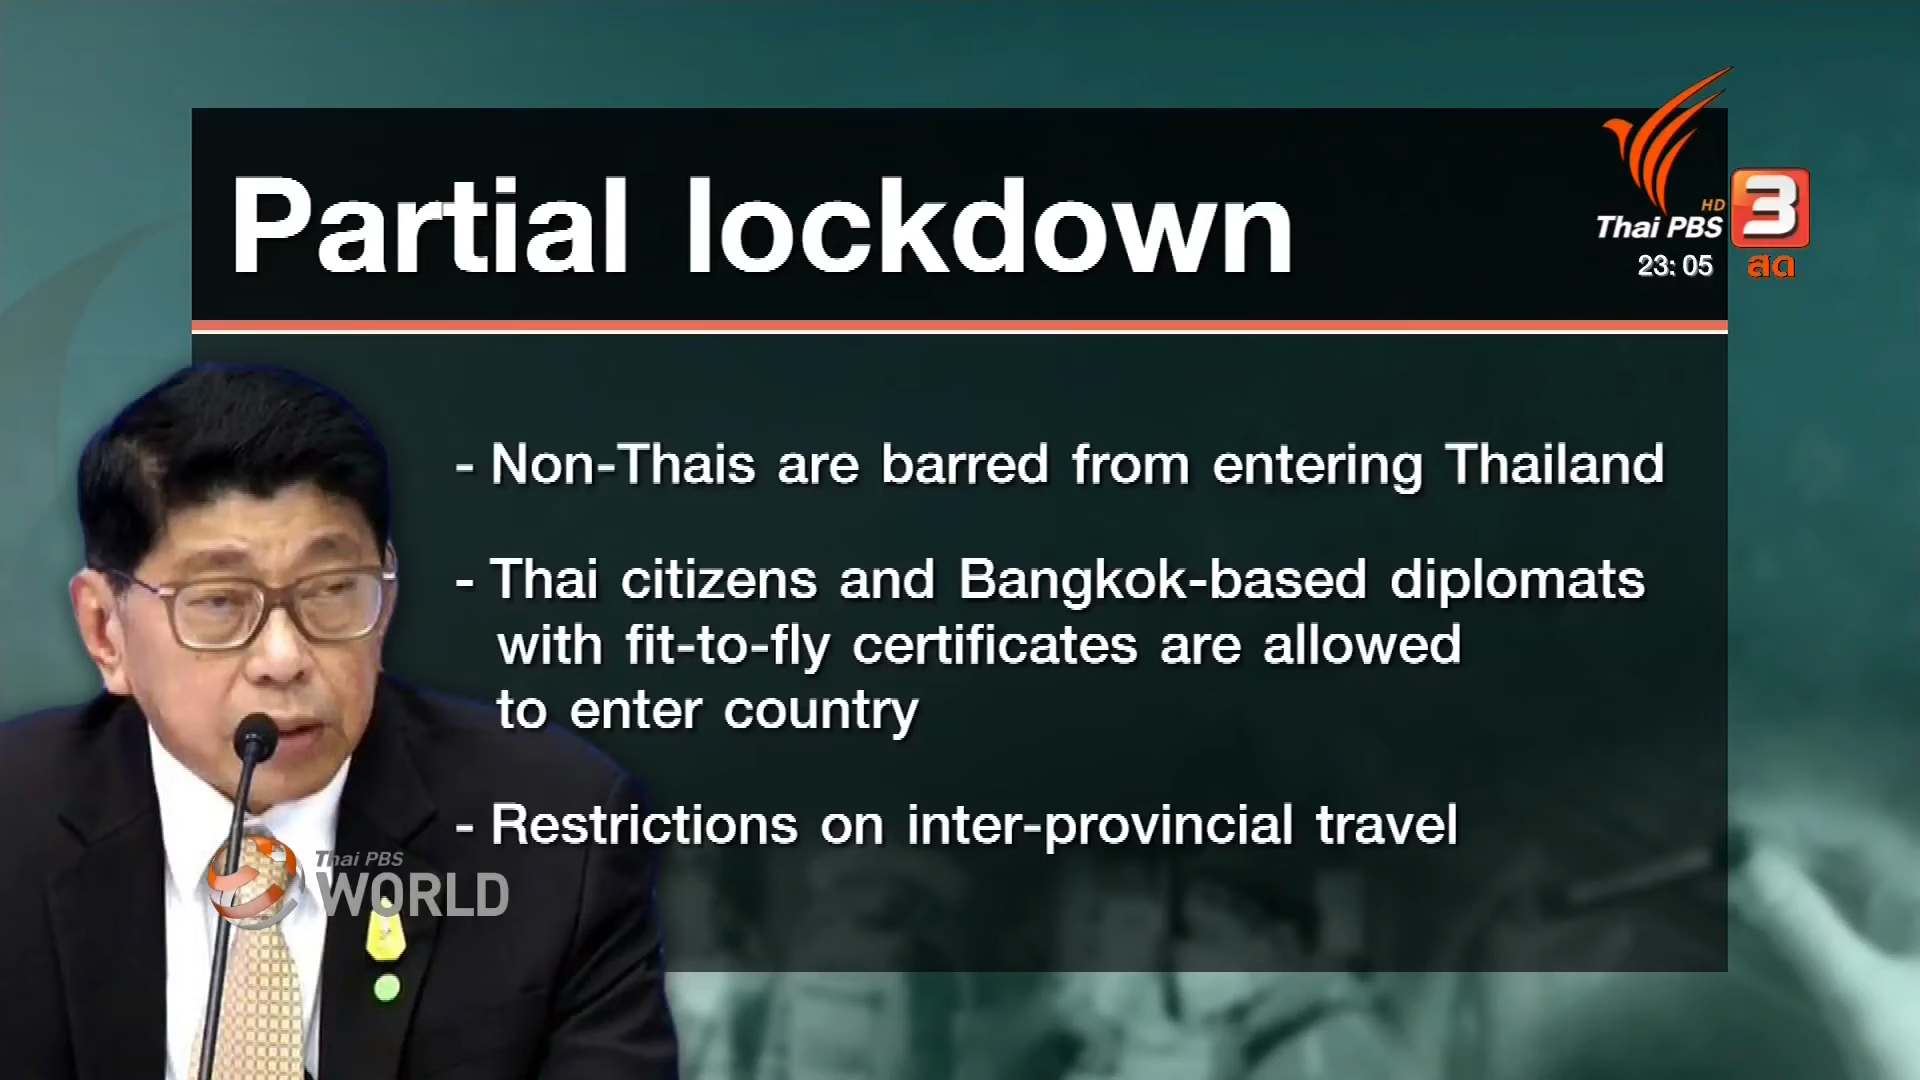 Partial lockdown
HD
Thai PBS 3
23:05 สด
- Non-Thais are barred from entering Thailand
- Thai citizens and Bangkok-based diplomats
with fit-to-fly certificates are allowed
to enter country
- Restrictions on inter-provincial travel
Thai PBS
WORLD